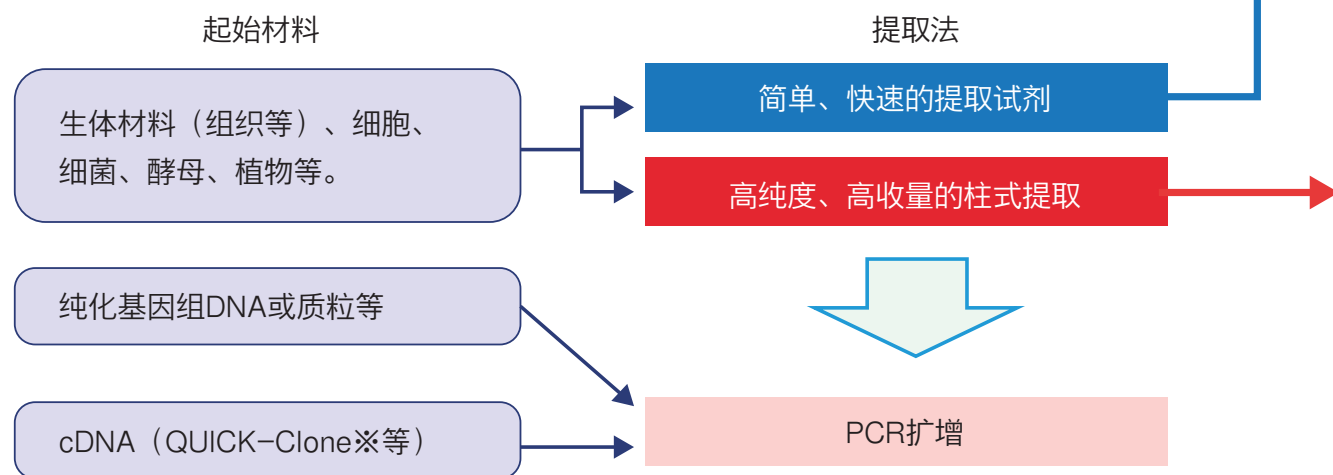 起始材料
提取法
生体材料（组织等）、细胞、
细菌、酵母、植物等。
简单、快速的提取试剂
高纯度、高收量的柱式提取
纯化基因组DNA或质粒等
cDNA（QUICK-Clone※等）
PCR扩增